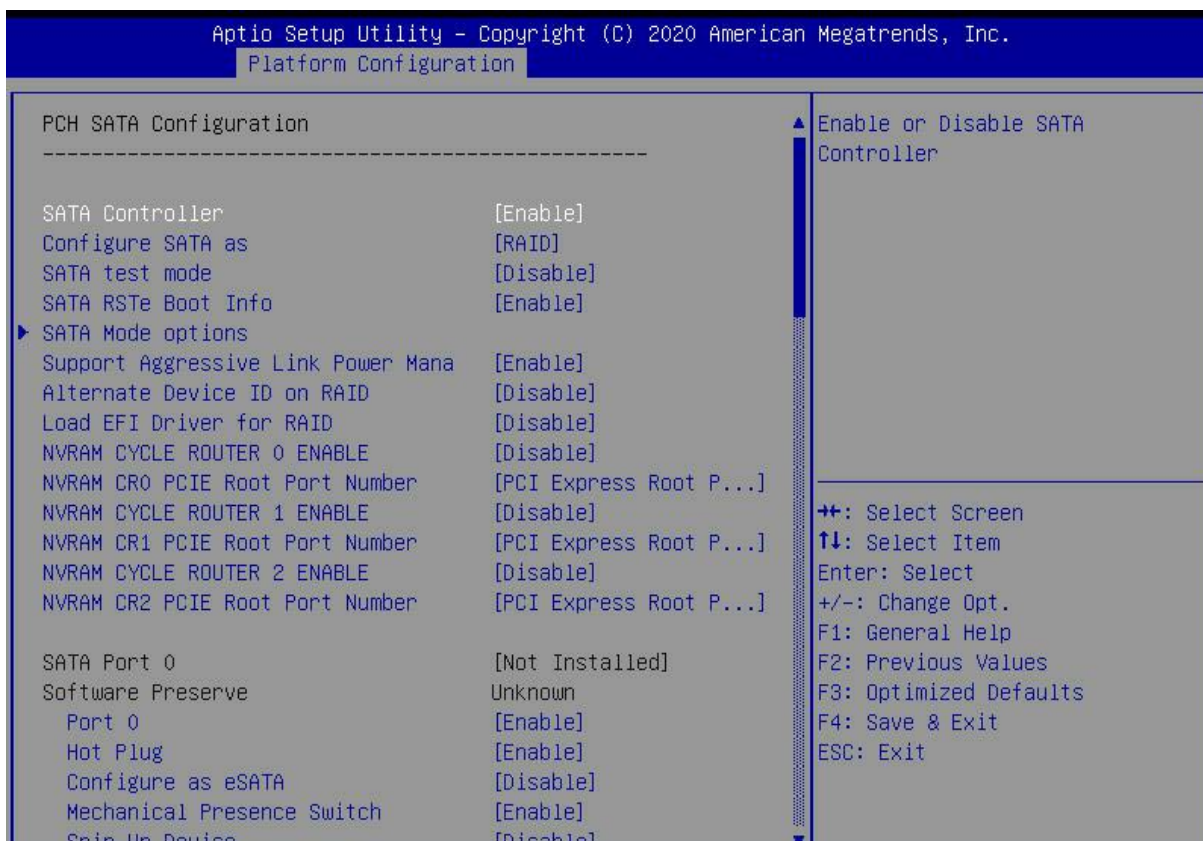 Aptio Setup Utility – Copyright (C) 2020 American Megatrends, Inc.
Platform Configuration
PCH SATA Configuration
--------------------------------------------------
SATA Controller [Enable]
Configure SATA as [RAID]
SATA test mode [Disable]
SATA RSTe Boot Info [Enable]
SATA Mode options
Support Aggressive Link Power Mana [Enable]
Alternate Device ID on RAID [Disable]
Load EFI Driver for RAID [Disable]
NVRAM CYCLE ROUTER 0 ENABLE [Disable]
NVRAM CR0 PCIE Root Port Number [PCI Express Root P...]
NVRAM CYCLE ROUTER 1 ENABLE [Disable]
NVRAM CR1 PCIE Root Port Number [PCI Express Root P...]
NVRAM CYCLE ROUTER 2 ENABLE [Disable]
NVRAM CR2 PCIE Root Port Number [PCI Express Root P...]
SATA Port 0 [Not Installed]
Software Preserve Unknown
Port 0 [Enable]
Hot Plug [Enable]
Configure as eSATA [Disable]
Mechanical Presence Switch [Enable]
Spin Up Device [Disable]
Enable or Disable SATA
Controller
→←: Select Screen
↑↓: Select Item
Enter: Select
+/-: Change Opt.
F1: General Help
F2: Previous Values
F3: Optimized Defaults
F4: Save & Exit
ESC: Exit